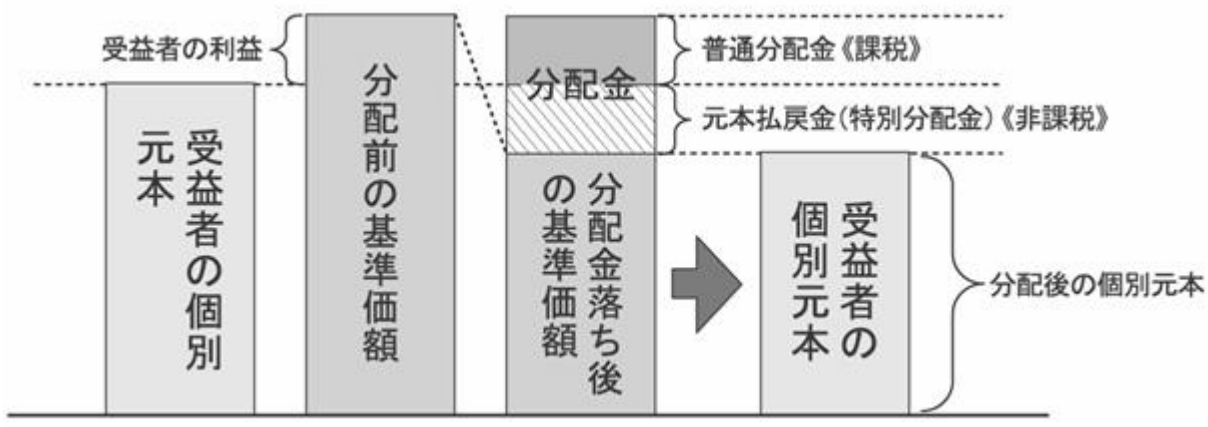 受益者の利益
受益者の個別
元本
分配前の基準価額
分配金
分配金落ち後
の基準価額
普通分配金《課税》
元本払戻金(特別分配金)《非課税》
受益者の
個別元本
分配後の個別元本